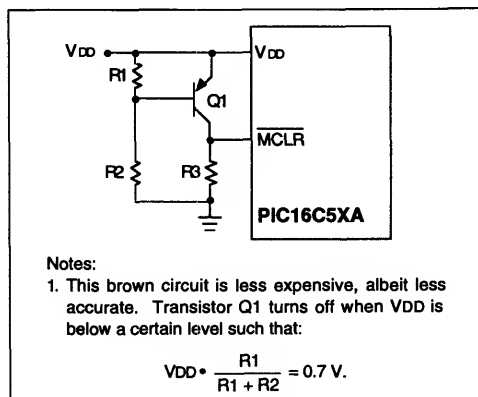 VDD
VDD
R1
Q1
MCLR
R2
R3
PIC16C5XA
Notes:
1. This brown circuit is less expensive, albeit less
accurate. Transistor Q1 turns off when VDD is
below a certain level such that:
VDD • R1 / (R1 + R2) = 0.7 V.